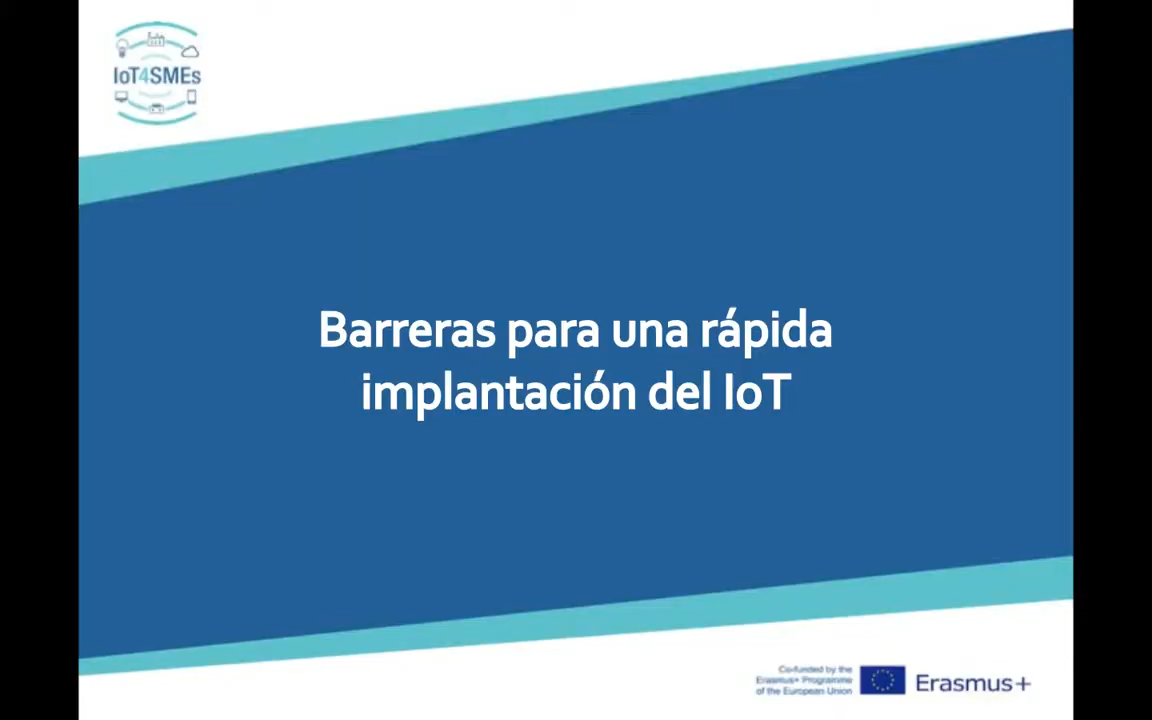 IoT4SMEs
Barreras para una rápida
implantación del IoT
Co-funded by the
Erasmus+ Programme
of the European Union
Erasmus+